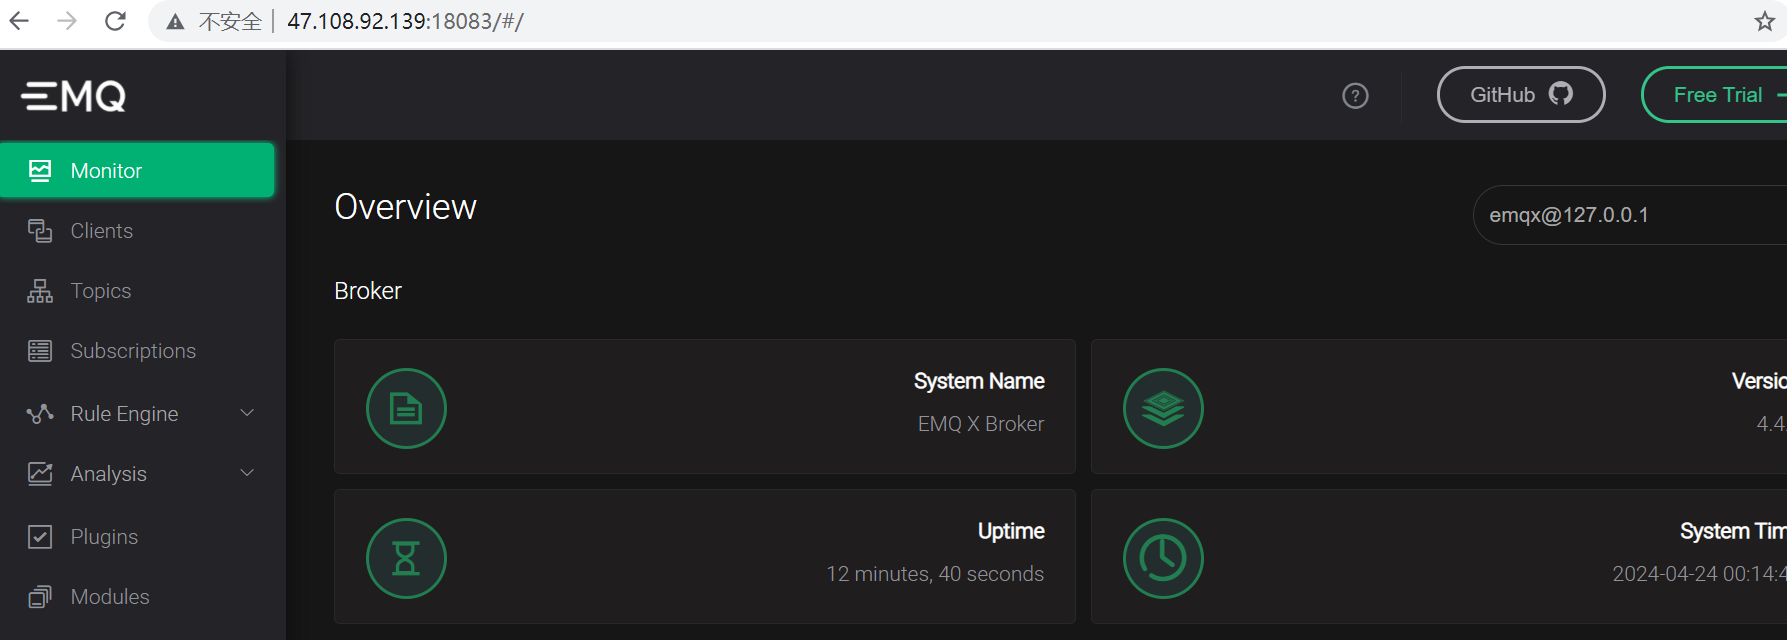 不安全 47.108.92.139:18083/#/
EMQ
GitHub
Free Trial
Monitor
Clients
Topics
Subscriptions
Rule Engine
Analysis
Plugins
Modules
Overview
emqx@127.0.0.1
Broker
System Name
EMQ X Broker
Versio
4.4.
Uptime
12 minutes, 40 seconds
System Tim
2024-04-24 00:14:4